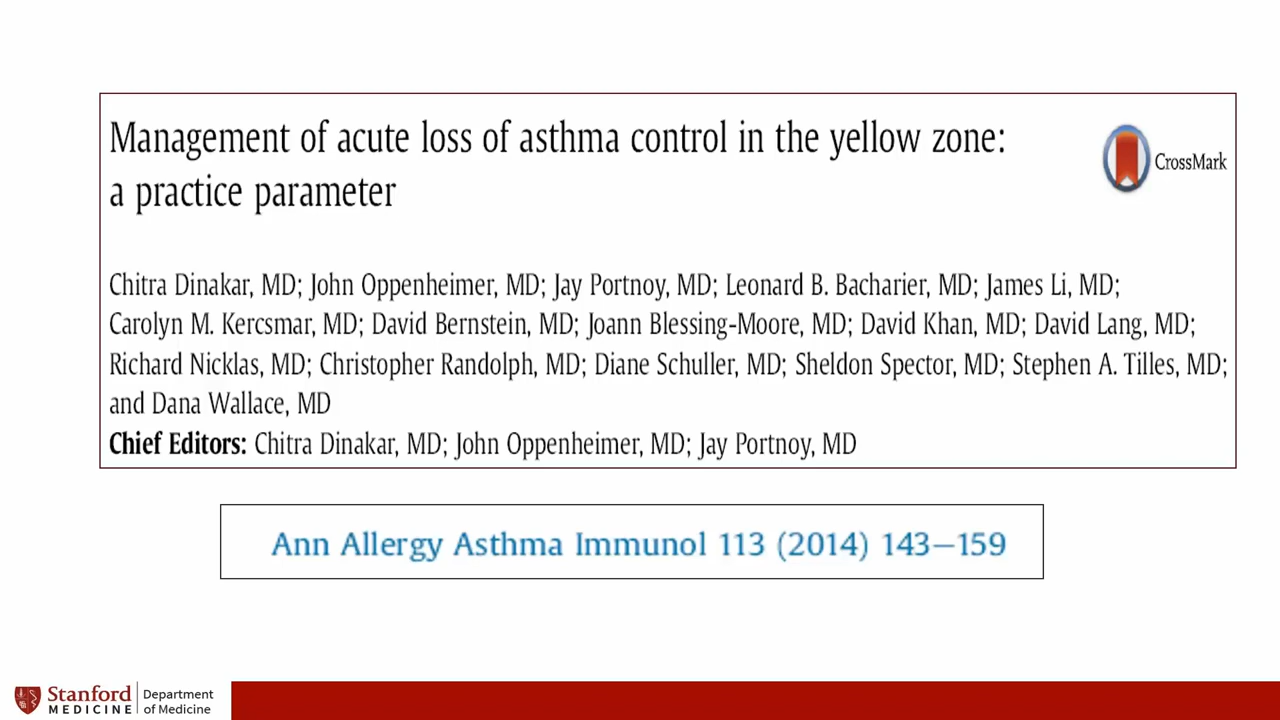 Management of acute loss of asthma control in the yellow zone:
a practice parameter
CrossMark
Chitra Dinakar, MD; John Oppenheimer, MD; Jay Portnoy, MD; Leonard B. Bacharier, MD; James Li, MD;
Carolyn M. Kercsmar, MD; David Bernstein, MD; Joann Blessing-Moore, MD; David Khan, MD; David Lang, MD;
Richard Nicklas, MD; Christopher Randolph, MD; Diane Schuller, MD; Sheldon Spector, MD; Stephen A. Tilles, MD;
and Dana Wallace, MD
Chief Editors: Chitra Dinakar, MD; John Oppenheimer, MD; Jay Portnoy, MD
Ann Allergy Asthma Immunol 113 (2014) 143–159
Stanford
MEDICINE
Department
of Medicine